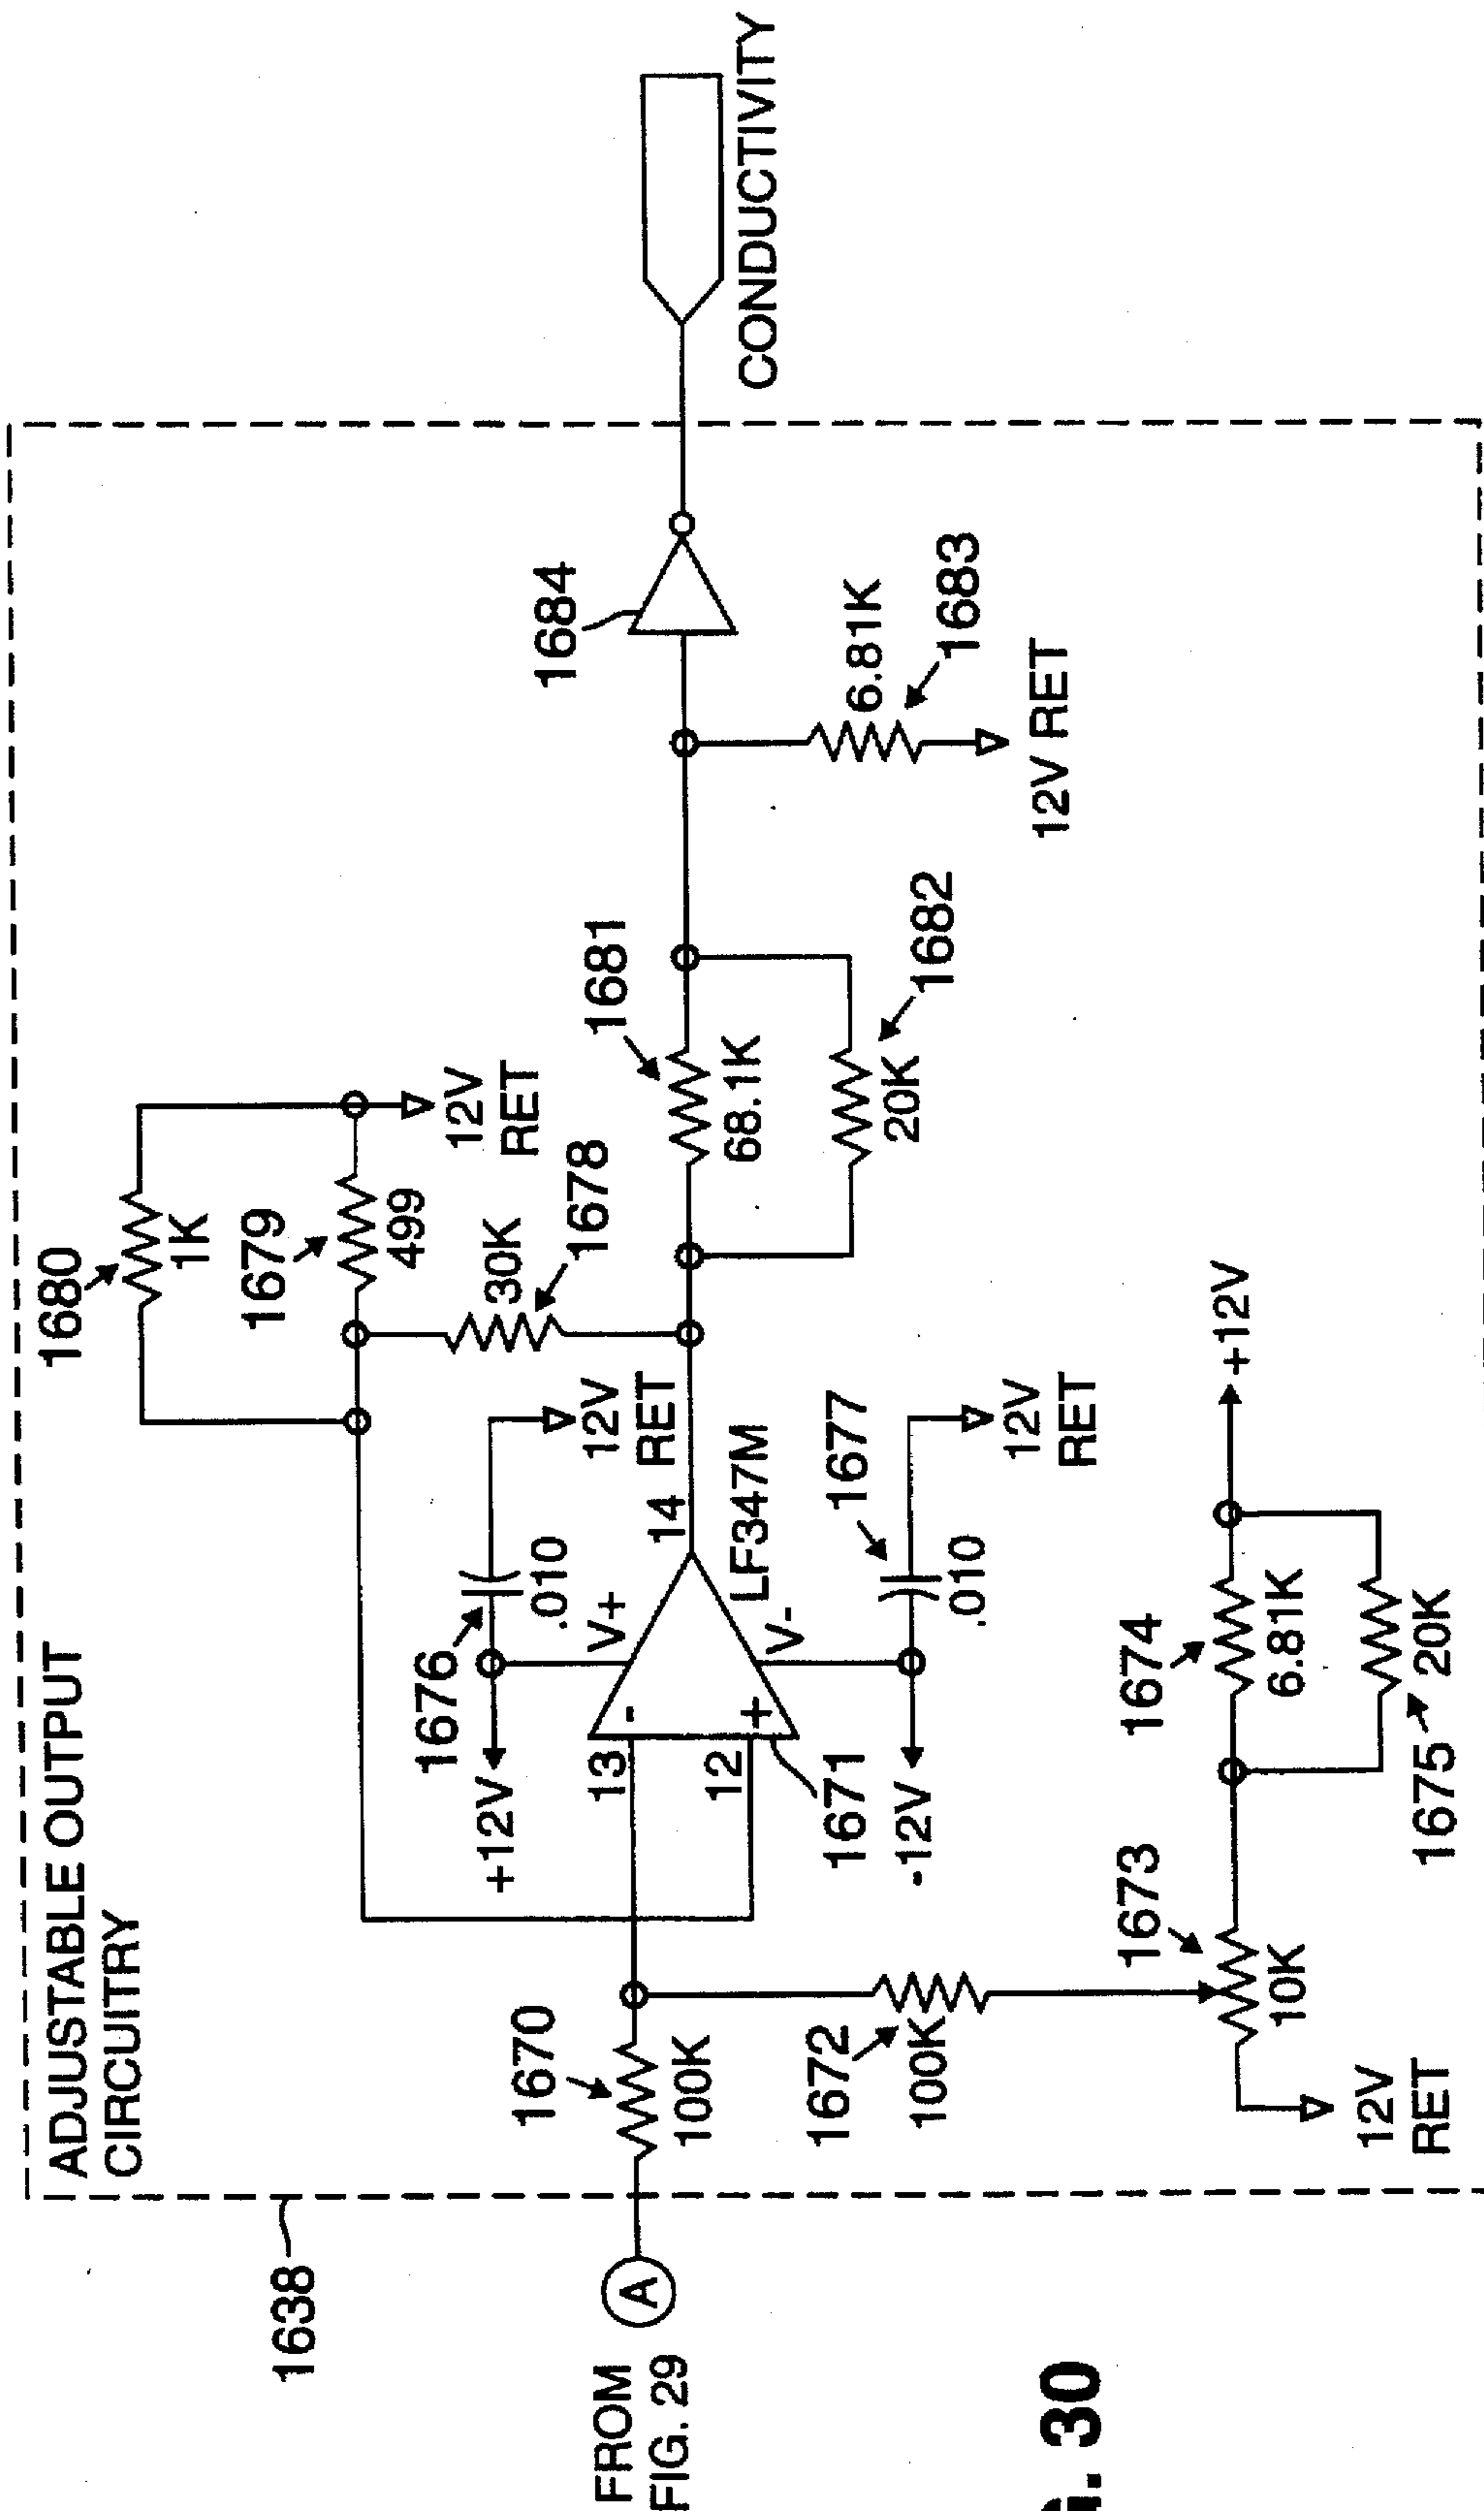 ADJUSTABLE OUTPUT
CIRCUITRY
1638
FROM
FIG. 29
A
1670
100K
1672
100K
1673
10K
12V
RET
1674
6.81K
1675
20K
+12V
13
12
-
+
1671
V+
V-
14
LF347M
+12V
1676
.010
12V
RET
-12V
1677
.010
12V
RET
1680
1K
1679
499
12V
RET
30K
1678
1681
68.1K
20K
1682
1684
6.81K
1683
12V RET
CONDUCTIVITY
30